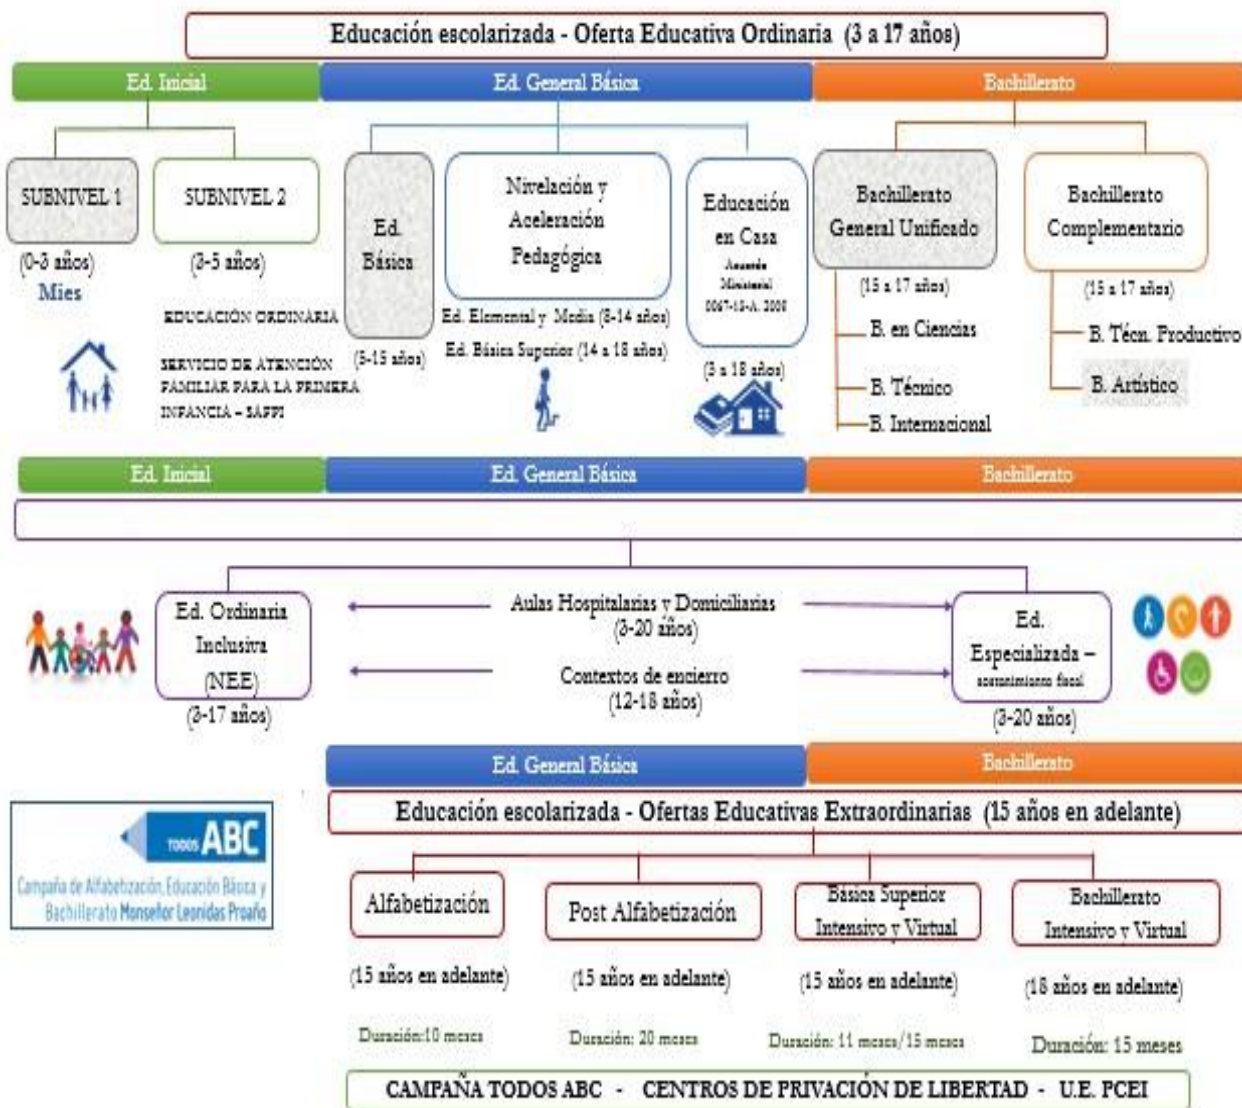 Educación escolarizada - Oferta Educativa Ordinaria (3 a 17 años)
Ed. Inicial
Ed. General Básica
Bachillerato
SUBNIVEL 1
(0-3 años)
Mies
SUBNIVEL 2
(3-5 años)
EDUCACIÓN ORDINARIA
SERVICIO DE ATENCIÓN
FAMILIAR PARA LA PRIMERA
INFANCIA – SAFPI
Ed.
Básica
(5-15 años)
Nivelación y
Aceleración
Pedagógica
Ed. Elemental y Media (8-14 años)
Ed. Básica Superior (14 a 18 años)
Educación
en Casa
Acuerdo
Ministerial
(3 a 18 años)
Bachillerato
General Unificado
(15 a 17 años)
B. en Ciencias
B. Técnico
B. Internacional
Bachillerato
Complementario
(15 a 17 años)
B. Técn. Productivo
B. Artístico
Ed. Inicial
Ed. General Básica
Bachillerato
Ed. Ordinaria
Inclusiva
(NEE)
(3-17 años)
Aulas Hospitalarias y Domiciliarias
(3-20 años)
Contextos de encierro
(12-18 años)
Ed.
Especializada –
sostenimiento fiscal
(3-20 años)
Ed. General Básica
Bachillerato
Educación escolarizada - Ofertas Educativas Extraordinarias (15 años en adelante)
TODOS ABC
Campaña de Alfabetización, Educación Básica y
Bachillerato Monseñor Leonidas Proaño
Alfabetización
(15 años en adelante)
Duración:10 meses
Post Alfabetización
(15 años en adelante)
Duración: 20 meses
Básica Superior
Intensivo y Virtual
(15 años en adelante)
Duración: 11 meses/15 meses
Bachillerato
Intensivo y Virtual
(18 años en adelante)
Duración: 15 meses
CAMPAÑA TODOS ABC - CENTROS DE PRIVACIÓN DE LIBERTAD - U.E. PCEI